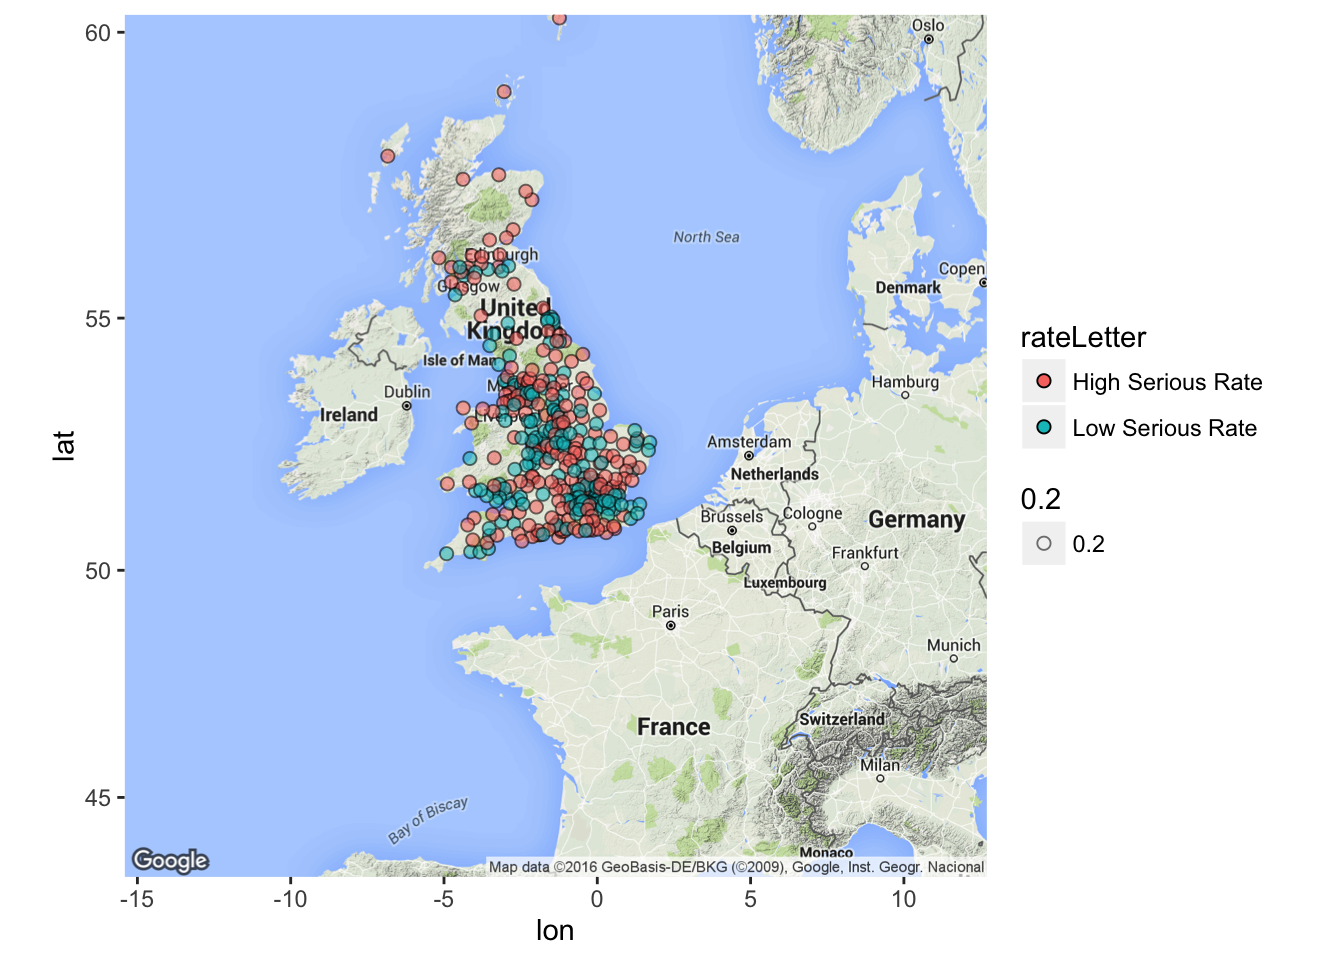 60
55
50
45
lat
-15
-10
-5
0
5
10
lon
Oslo
North Sea
Edinburgh
Glasgow
United
Kingdo
Isle of Man
Dublin
Ireland
Denmark
Copen
Hamburg
Amsterdam
Netherlands
Brussels
Cologne
Belgium
Germany
Frankfurt
Luxembourg
Paris
Munich
France
Switzerland
Milan
Bay of Biscay
Monaco
Google
Map data ©2016 GeoBasis-DE/BKG (©2009), Google, Inst. Geogr. Nacional
rateLetter
High Serious Rate
Low Serious Rate
0.2
0.2